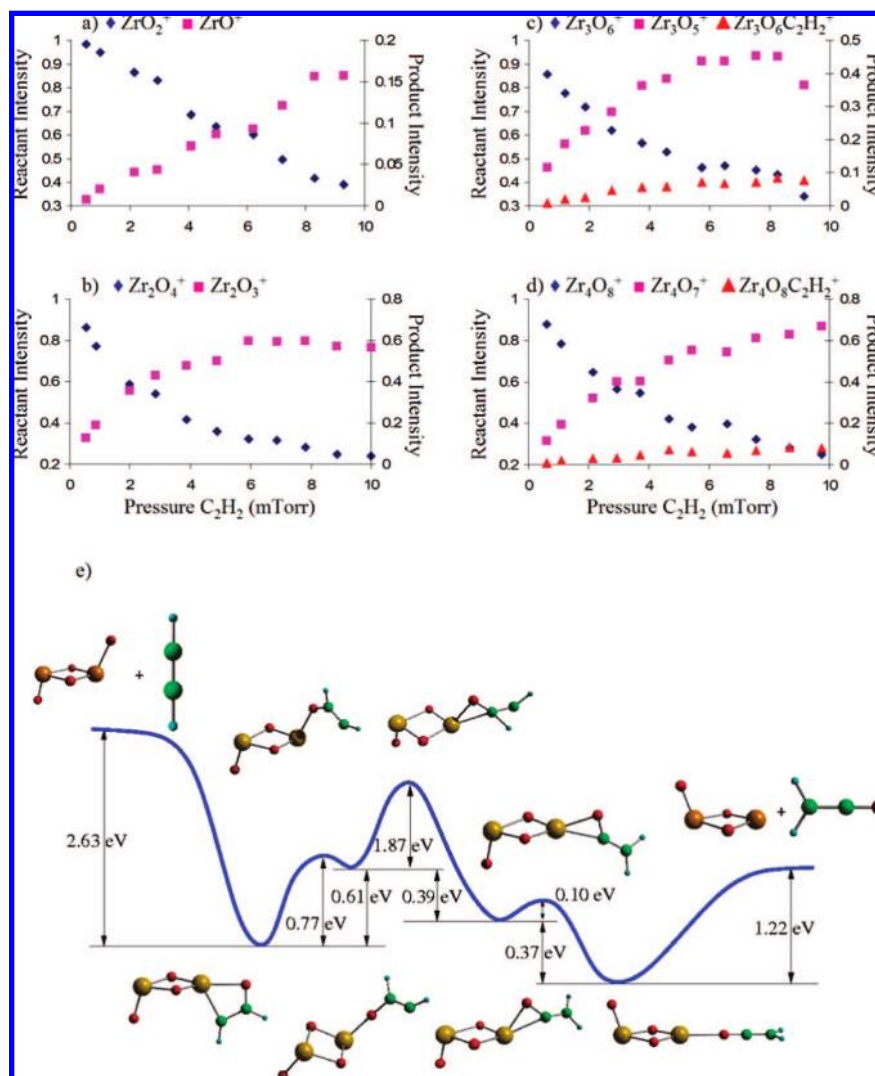 a) ZrO₂⁺ ZrO⁺
c) Zr₃O₆⁺ Zr₃O₅⁺ Zr₃O₆C₂H₂⁺
Reactant Intensity
1
0.9
0.8
0.7
0.6
0.5
0.4
0.3
0.2
0.15
0.1
0.05
0
Product Intensity
0 2 4 6 8 10
Reactant Intensity
1
0.9
0.8
0.7
0.6
0.5
0.4
0.3
0.5
0.4
0.3
0.2
0.1
0
Product Intensity
0 2 4 6 8 10
b) Zr₂O₄⁺ Zr₂O₃⁺
d) Zr₄O₈⁺ Zr₄O₇⁺ Zr₄O₈C₂H₂⁺
Reactant Intensity
1
0.8
0.6
0.4
0.2
0.8
0.6
0.4
0.2
0
Product Intensity
0 2 4 6 8 10
Pressure C₂H₂ (mTorr)
Reactant Intensity
1
0.8
0.6
0.4
0.2
0.6
0.4
0.2
0
Product Intensity
0 2 4 6 8 10
Pressure C₂H₂ (mTorr)
e)
+
+
2.63 eV
1.87 eV
0.77 eV
0.61 eV
0.39 eV
0.10 eV
0.37 eV
1.22 eV